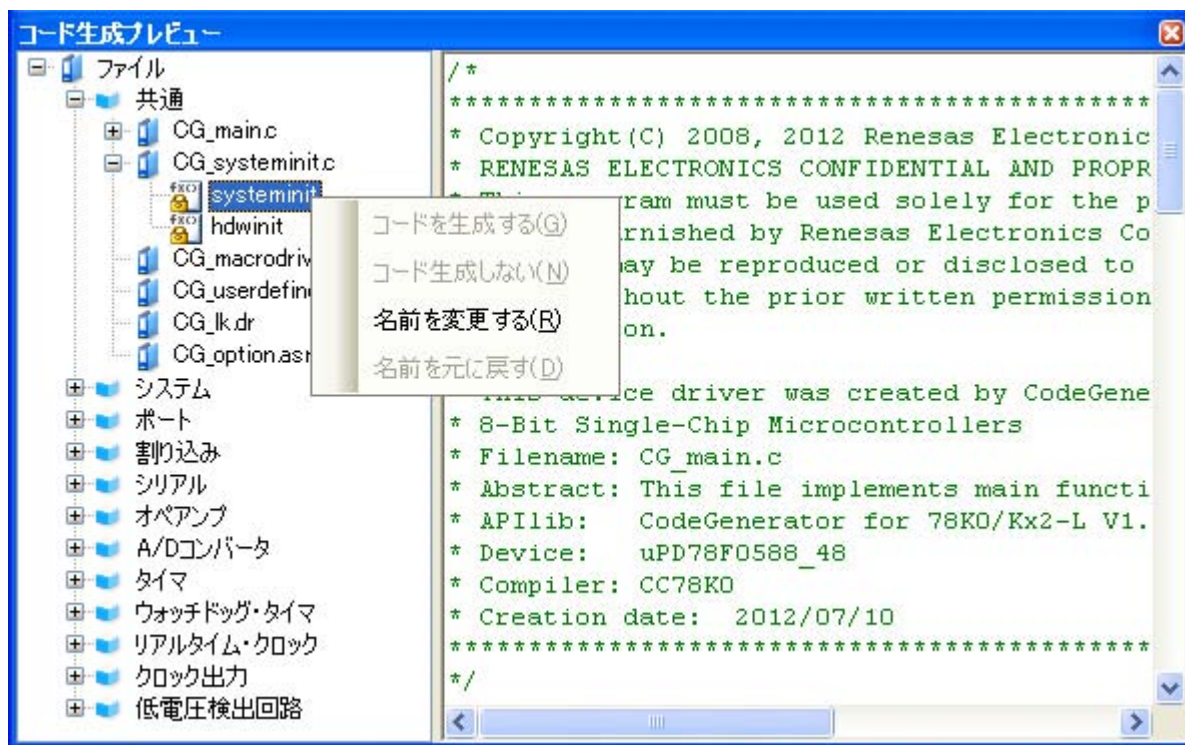 コード生成プレビュー
ファイル
共通
CG_main.c
CG_systeminit.c
systeminit
hdwinit
CG_macrodriv
CG_userdefin
CG_lk.dr
CG_option.asm
システム
ポート
割り込み
シリアル
オペアンプ
A/Dコンバータ
タイマ
ウォッチドッグ・タイマ
リアルタイム・クロック
クロック出力
低電圧検出回路
コードを生成する(G)
コード生成しない(N)
名前を変更する(R)
名前を元に戻す(D)
/*
********************************************
* Copyright(C) 2008, 2012 Renesas Electronic
* RENESAS ELECTRONICS CONFIDENTIAL AND PROPR
* This program must be used solely for the p
rnished by Renesas Electronics Co
ay be reproduced or disclosed to
hout the prior written permission
on.
* This device driver was created by CodeGene
* 8-Bit Single-Chip Microcontrollers
* Filename: CG_main.c
* Abstract: This file implements main functi
* APIlib: CodeGenerator for 78K0/Kx2-L V1.
* Device: uPD78F0588_48
* Compiler: CC78K0
* Creation date: 2012/07/10
********************************************
*/